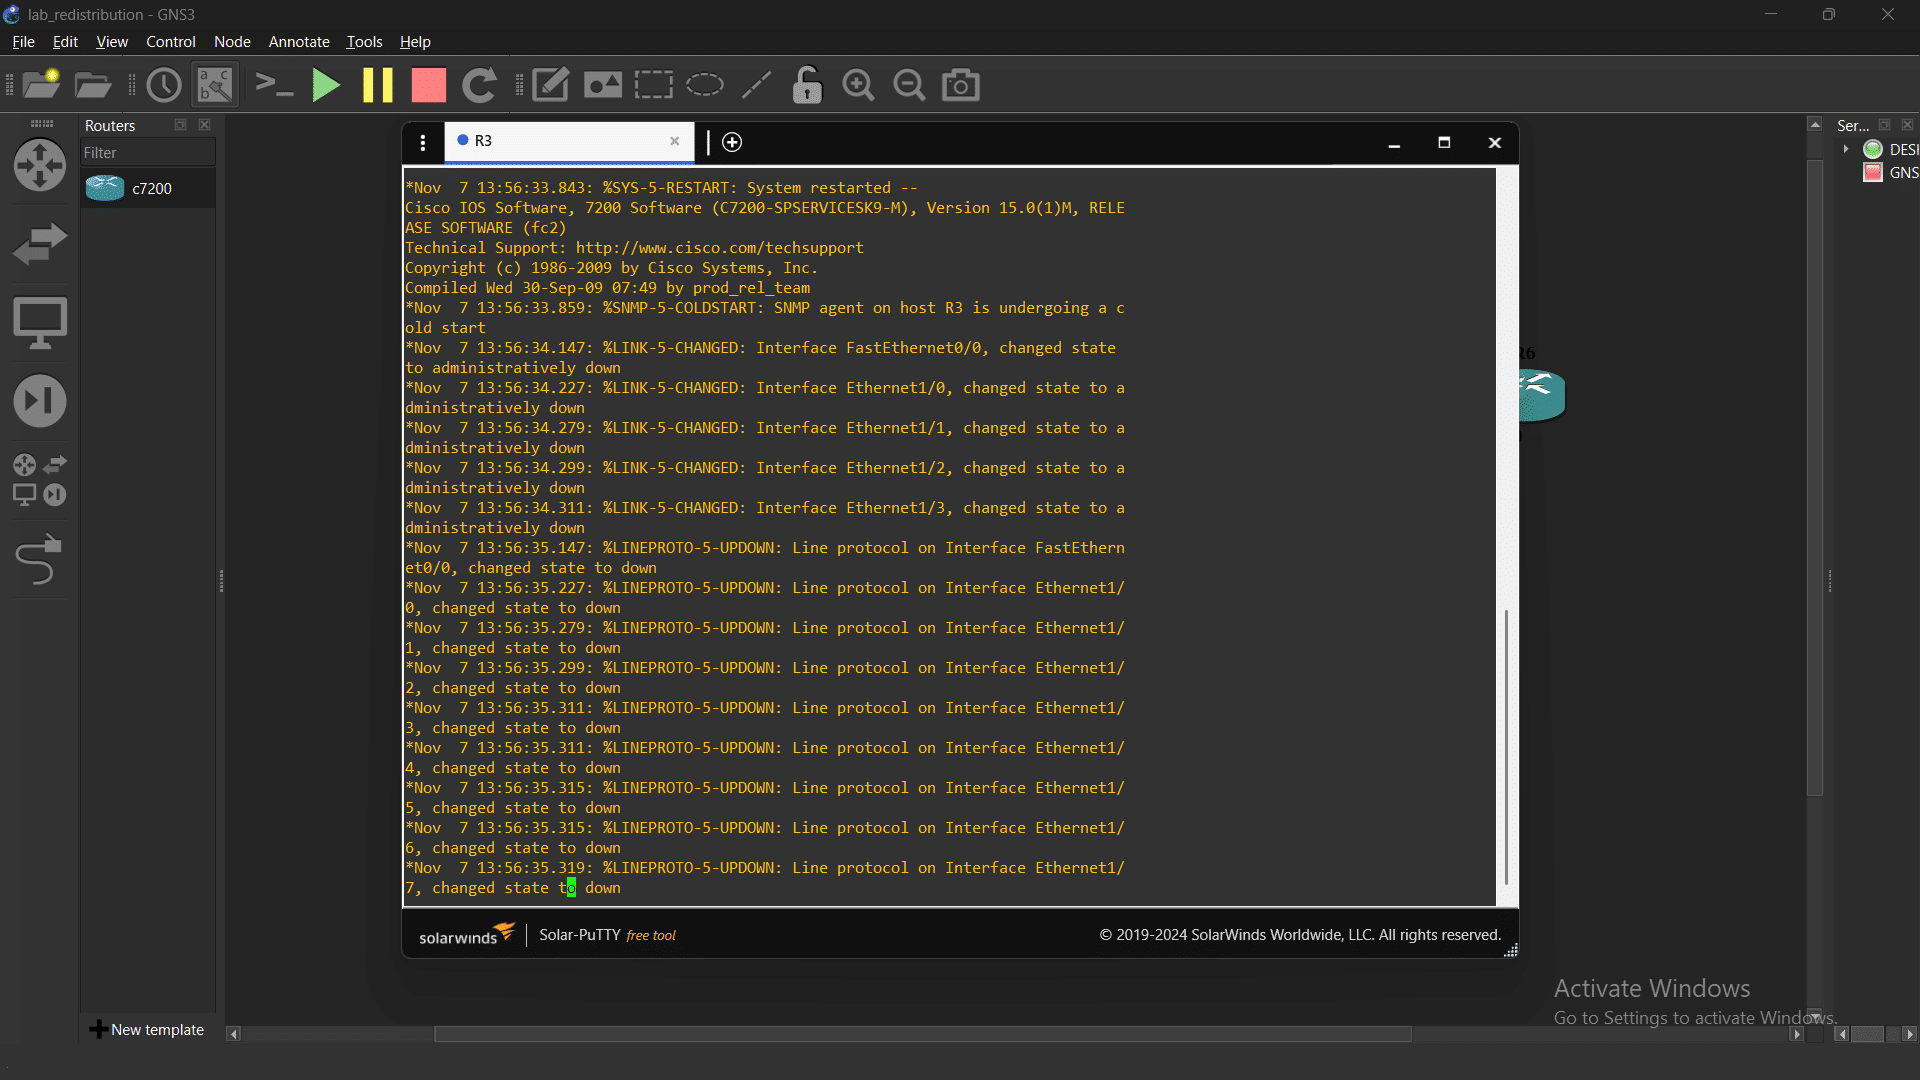 lab_redistribution - GNS3
File Edit View Control Node Annotate Tools Help
Routers
Filter
c7200
New template
R3
*Nov  7 13:56:33.843: %SYS-5-RESTART: System restarted --
Cisco IOS Software, 7200 Software (C7200-SPSERVICESK9-M), Version 15.0(1)M, RELE
ASE SOFTWARE (fc2)
Technical Support: http://www.cisco.com/techsupport
Copyright (c) 1986-2009 by Cisco Systems, Inc.
Compiled Wed 30-Sep-09 07:49 by prod_rel_team
*Nov  7 13:56:33.859: %SNMP-5-COLDSTART: SNMP agent on host R3 is undergoing a c
old start
*Nov  7 13:56:34.147: %LINK-5-CHANGED: Interface FastEthernet0/0, changed state
to administratively down
*Nov  7 13:56:34.227: %LINK-5-CHANGED: Interface Ethernet1/0, changed state to a
dministratively down
*Nov  7 13:56:34.279: %LINK-5-CHANGED: Interface Ethernet1/1, changed state to a
dministratively down
*Nov  7 13:56:34.299: %LINK-5-CHANGED: Interface Ethernet1/2, changed state to a
dministratively down
*Nov  7 13:56:34.311: %LINK-5-CHANGED: Interface Ethernet1/3, changed state to a
dministratively down
*Nov  7 13:56:35.147: %LINEPROTO-5-UPDOWN: Line protocol on Interface FastEthern
et0/0, changed state to down
*Nov  7 13:56:35.227: %LINEPROTO-5-UPDOWN: Line protocol on Interface Ethernet1/
0, changed state to down
*Nov  7 13:56:35.279: %LINEPROTO-5-UPDOWN: Line protocol on Interface Ethernet1/
1, changed state to down
*Nov  7 13:56:35.299: %LINEPROTO-5-UPDOWN: Line protocol on Interface Ethernet1/
2, changed state to down
*Nov  7 13:56:35.311: %LINEPROTO-5-UPDOWN: Line protocol on Interface Ethernet1/
3, changed state to down
*Nov  7 13:56:35.311: %LINEPROTO-5-UPDOWN: Line protocol on Interface Ethernet1/
4, changed state to down
*Nov  7 13:56:35.315: %LINEPROTO-5-UPDOWN: Line protocol on Interface Ethernet1/
5, changed state to down
*Nov  7 13:56:35.315: %LINEPROTO-5-UPDOWN: Line protocol on Interface Ethernet1/
6, changed state to down
*Nov  7 13:56:35.319: %LINEPROTO-5-UPDOWN: Line protocol on Interface Ethernet1/
7, changed state to down
solarwinds Solar-PuTTY free tool
© 2019-2024 SolarWinds Worldwide, LLC. All rights reserved.
R6
Ser...
DESI
GNS
Activate Windows
Go to Settings to activate Windows.